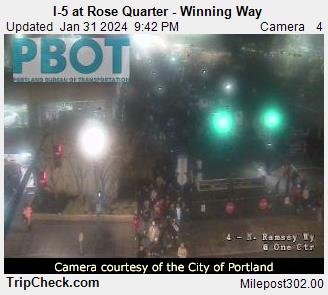 I-5 at Rose Quarter - Winning Way
Updated Jan 31 2024 9:42 PM Camera 4
PBOT
PORTLAND BUREAU OF TRANSPORTATION
4 - N. Ramsey Wy
@ One Ctr
Camera courtesy of the City of Portland
TripCheck.com Milepost302.00